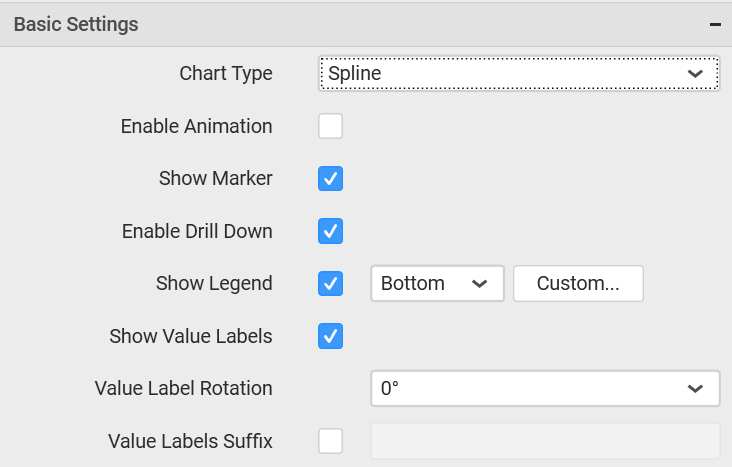 Basic Settings
Chart Type Spline
Enable Animation
Show Marker
Enable Drill Down
Show Legend Bottom Custom...
Show Value Labels
Value Label Rotation 0°
Value Labels Suffix